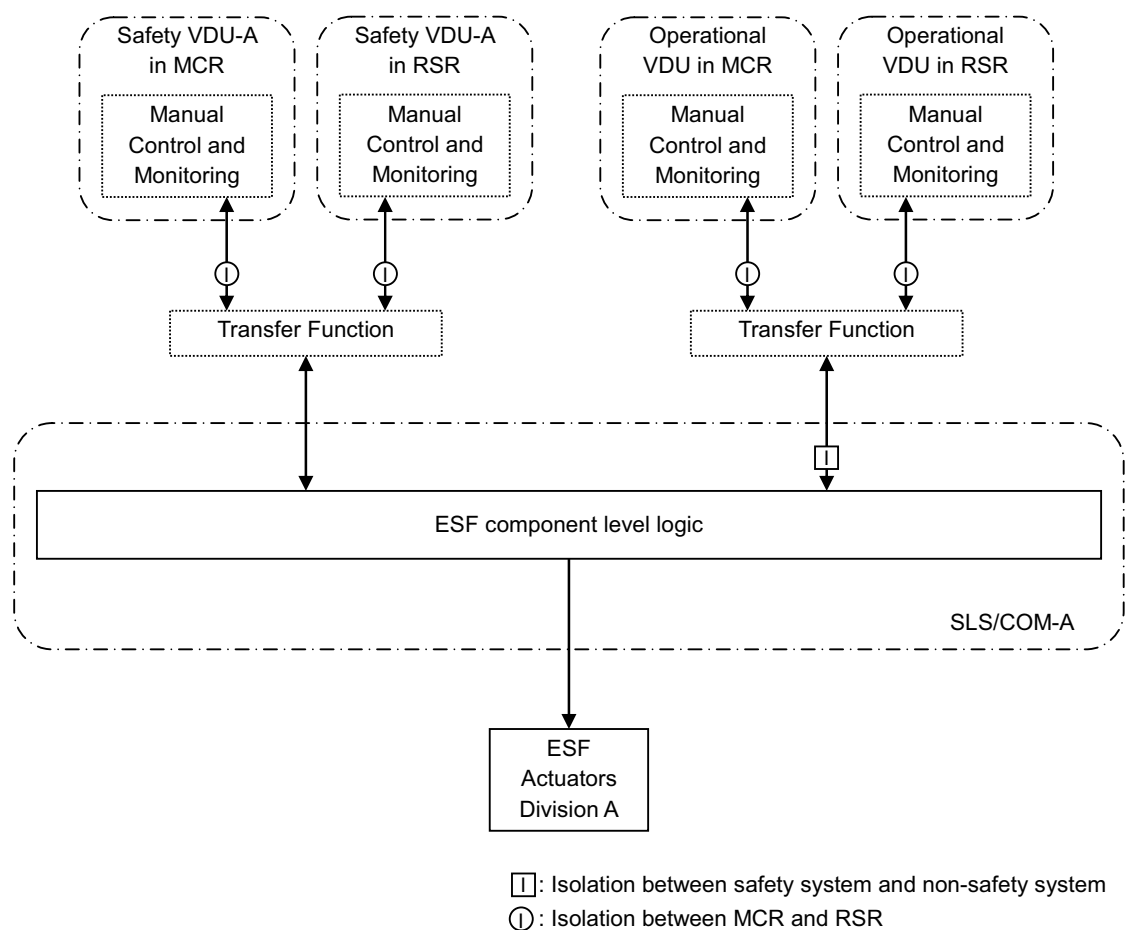 Safety VDU-A
in MCR
Manual
Control and
Monitoring
Safety VDU-A
in RSR
Manual
Control and
Monitoring
Operational
VDU in MCR
Manual
Control and
Monitoring
Operational
VDU in RSR
Manual
Control and
Monitoring
I
I
I
I
Transfer Function
Transfer Function
I
ESF component level logic
SLS/COM-A
ESF
Actuators
Division A
I : Isolation between safety system and non-safety system
I : Isolation between MCR and RSR